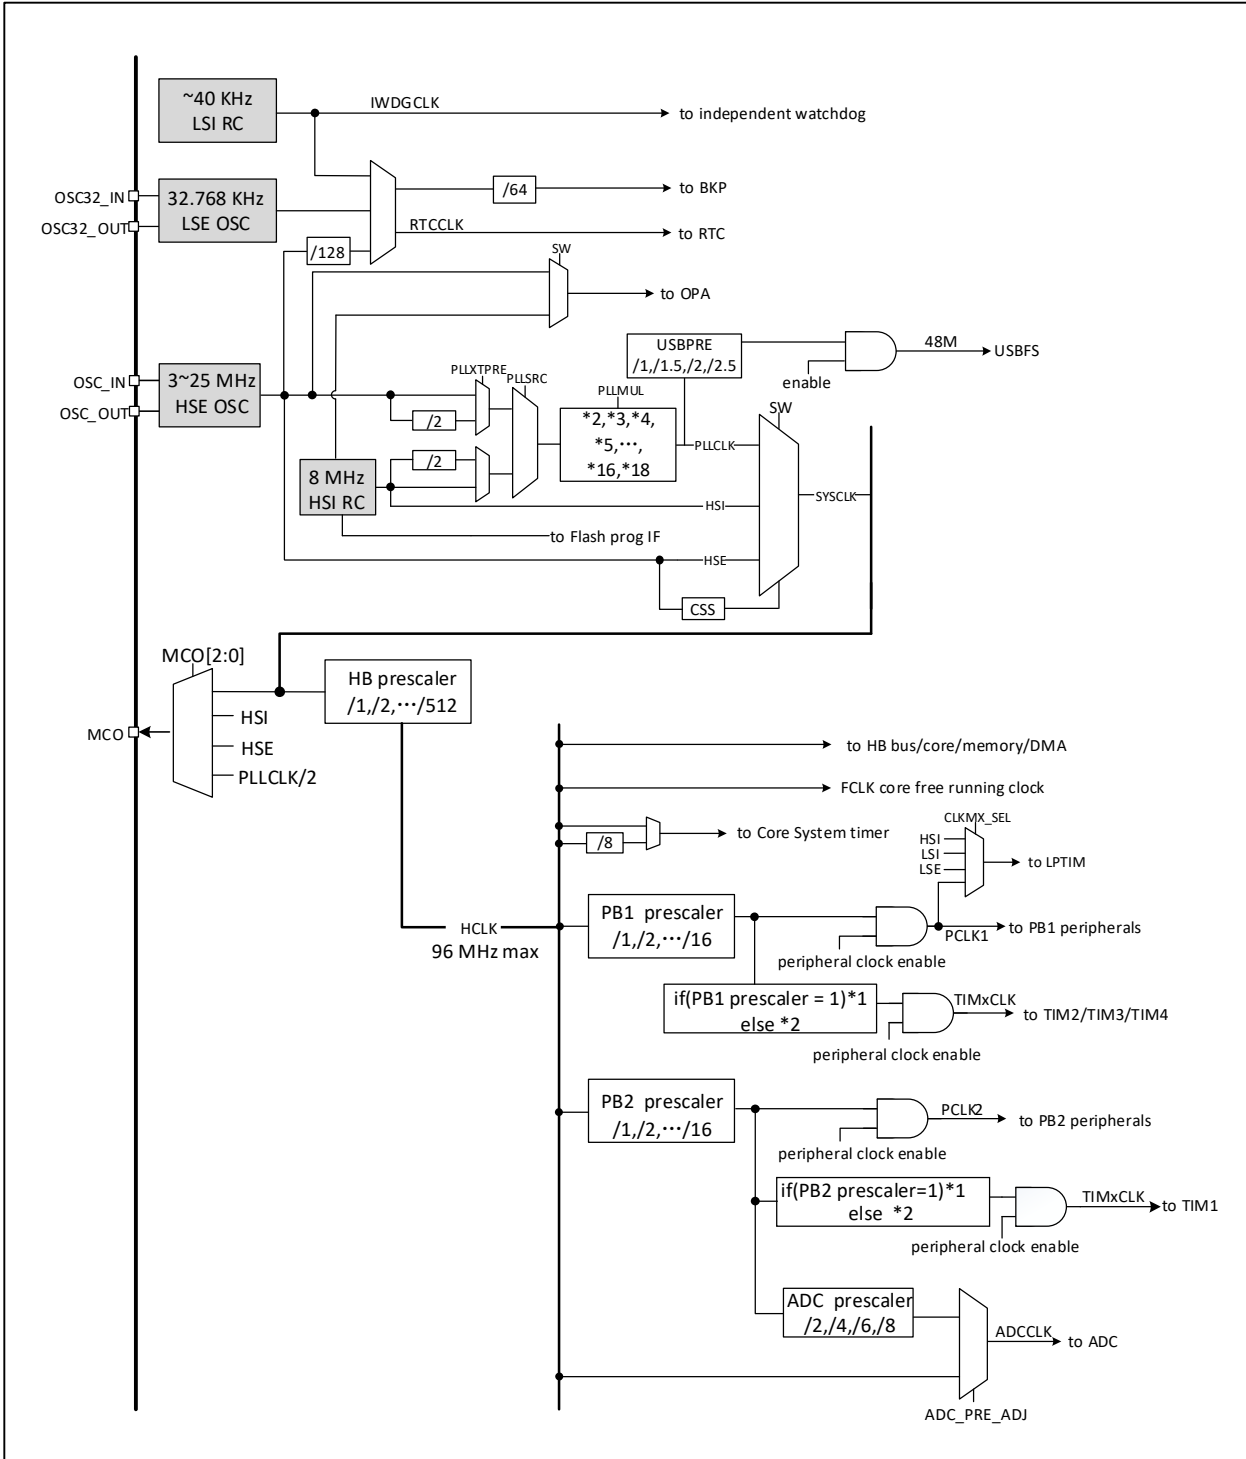 ~40 KHz
LSI RC
IWDGCLK
to independent watchdog
OSC32_IN
OSC32_OUT
32.768 KHz
LSE OSC
/64
to BKP
RTCCLK
to RTC
/128
SW
to OPA
OSC_IN
OSC_OUT
3~25 MHz
HSE OSC
PLLXTPRE
PLLSRC
/2
/2
8 MHz
HSI RC
PLLMUL
*2,*3,*4,
*5,···,
*16,*18
USBPRE
/1,/1.5,/2,/2.5
enable
48M
USBFS
SW
PLLCLK
HSI
HSE
SYSCLK
to Flash prog IF
CSS
MCO[2:0]
HSI
HSE
PLLCLK/2
MCO
HB prescaler
/1,/2,···/512
HCLK
96 MHz max
to HB bus/core/memory/DMA
FCLK core free running clock
/8
to Core System timer
CLKMX_SEL
HSI
LSI
LSE
to LPTIM
PB1 prescaler
/1,/2,···/16
peripheral clock enable
PCLK1
to PB1 peripherals
if(PB1 prescaler = 1)*1
else *2
peripheral clock enable
TIMxCLK
to TIM2/TIM3/TIM4
PB2 prescaler
/1,/2,···/16
peripheral clock enable
PCLK2
to PB2 peripherals
if(PB2 prescaler=1)*1
else *2
peripheral clock enable
TIMxCLK
to TIM1
ADC prescaler
/2,/4,/6,/8
ADCCLK
to ADC
ADC_PRE_ADJ